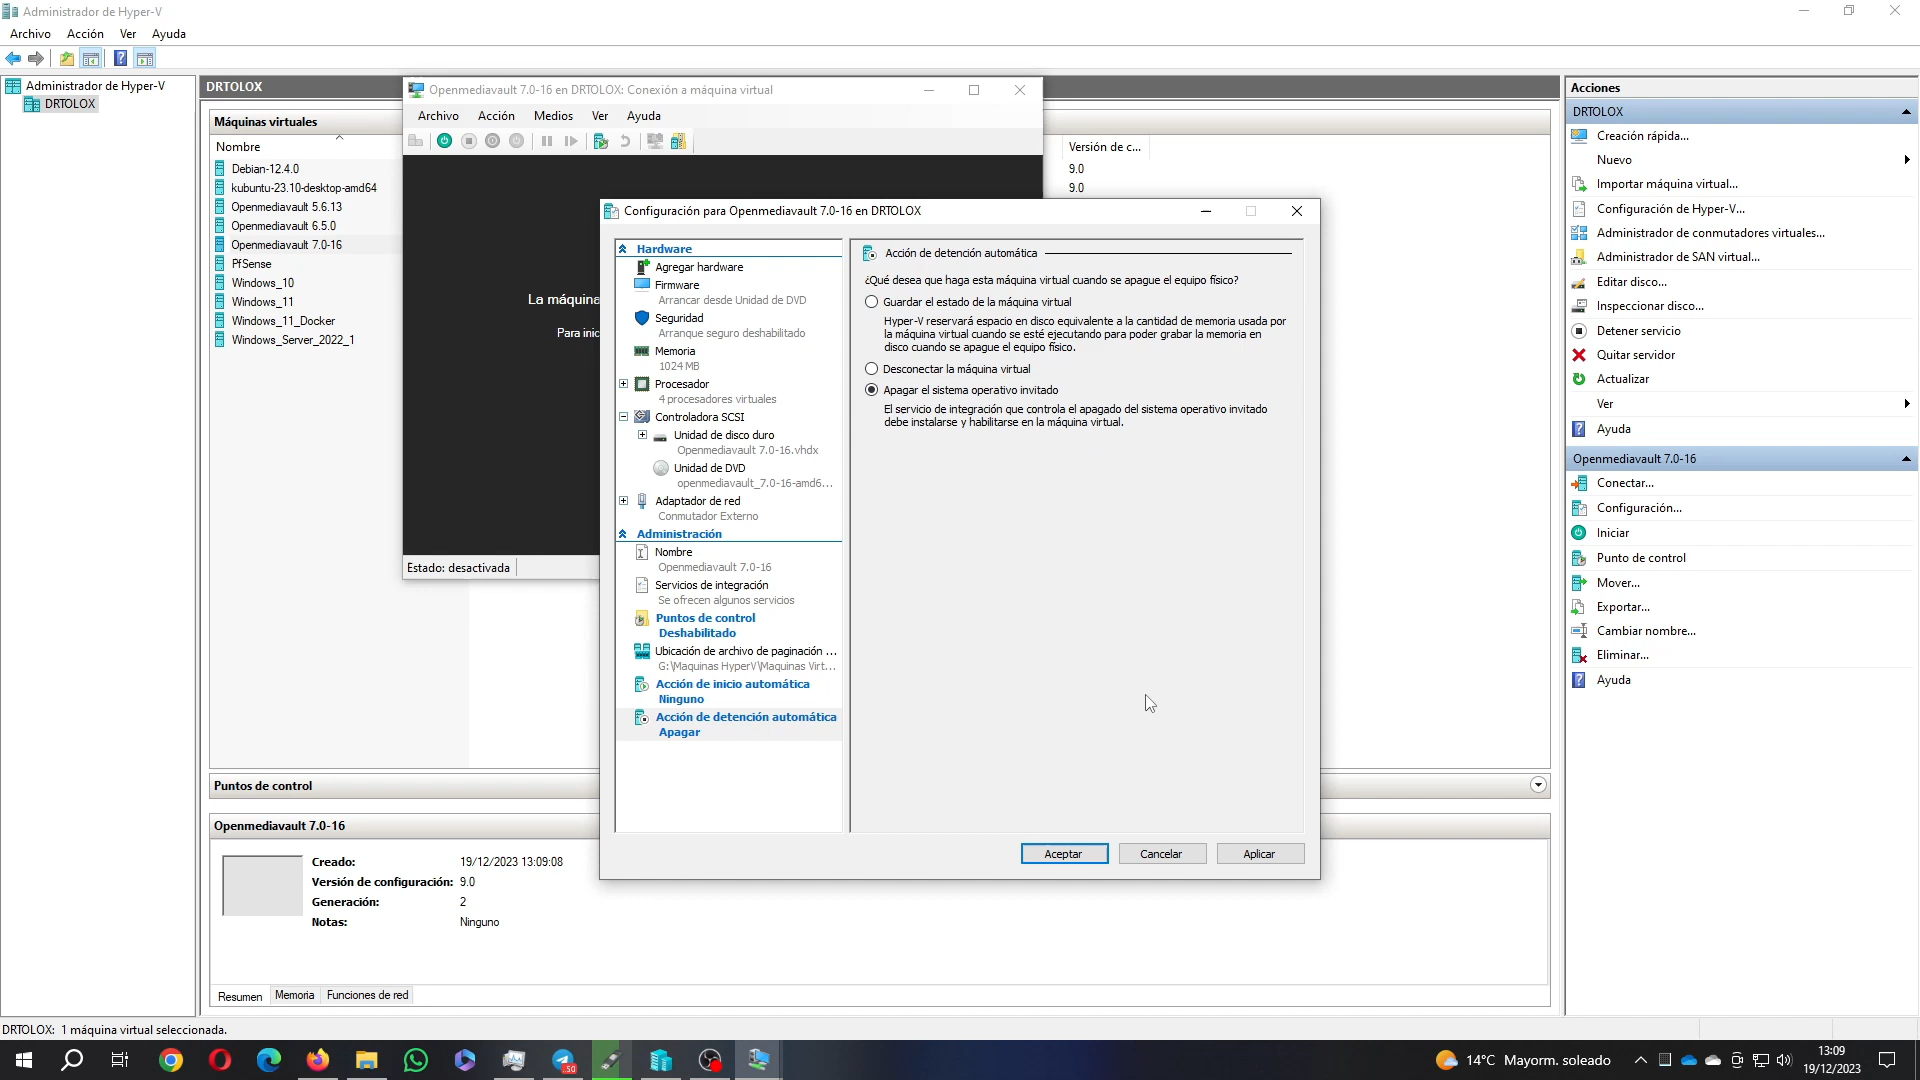 Administrador de Hyper-V
Archivo Acción Ver Ayuda
Administrador de Hyper-V
DRTOLOX
DRTOLOX
Máquinas virtuales
Nombre
Debian-12.4.0
kubuntu-23.10-desktop-amd64
Openmediavault 5.6.13
Openmediavault 6.5.0
Openmediavault 7.0-16
PfSense
Windows_10
Windows_11
Windows_11_Docker
Windows_Server_2022_1
Versión de c...
9.0
9.0
Openmediavault 7.0-16 en DRTOLOX: Conexión a máquina virtual
Archivo Acción Medios Ver Ayuda
La máquina
Para inic
Estado: desactivada
Configuración para Openmediavault 7.0-16 en DRTOLOX
Hardware
Agregar hardware
Firmware
Arrancar desde Unidad de DVD
Seguridad
Arranque seguro deshabilitado
Memoria
1024 MB
Procesador
4 procesadores virtuales
Controladora SCSI
Unidad de disco duro
Openmediavault 7.0-16.vhdx
Unidad de DVD
openmediavault_7.0-16-amd6...
Adaptador de red
Conmutador Externo
Administración
Nombre
Openmediavault 7.0-16
Servicios de integración
Se ofrecen algunos servicios
Puntos de control
Deshabilitado
Ubicación de archivo de paginación ...
G:\Maquinas HyperV\Maquinas Virt...
Acción de inicio automática
Ninguno
Acción de detención automática
Apagar
Acción de detención automática
¿Qué desea que haga esta máquina virtual cuando se apague el equipo físico?
Guardar el estado de la máquina virtual
Hyper-V reservará espacio en disco equivalente a la cantidad de memoria usada por
la máquina virtual cuando se esté ejecutando para poder grabar la memoria en
disco cuando se apague el equipo físico.
Desconectar la máquina virtual
Apagar el sistema operativo invitado
El servicio de integración que controla el apagado del sistema operativo invitado
debe instalarse y habilitarse en la máquina virtual.
Aceptar Cancelar Aplicar
Puntos de control
Openmediavault 7.0-16
Creado: 19/12/2023 13:09:08
Versión de configuración: 9.0
Generación: 2
Notas: Ninguno
Resumen Memoria Funciones de red
Acciones
DRTOLOX
Creación rápida...
Nuevo
Importar máquina virtual...
Configuración de Hyper-V...
Administrador de conmutadores virtuales...
Administrador de SAN virtual...
Editar disco...
Inspeccionar disco...
Detener servicio
Quitar servidor
Actualizar
Ver
Ayuda
Openmediavault 7.0-16
Conectar...
Configuración...
Iniciar
Punto de control
Mover...
Exportar...
Cambiar nombre...
Eliminar...
Ayuda
DRTOLOX: 1 máquina virtual seleccionada.
.50
14°C Mayorm. soleado
13:09
19/12/2023